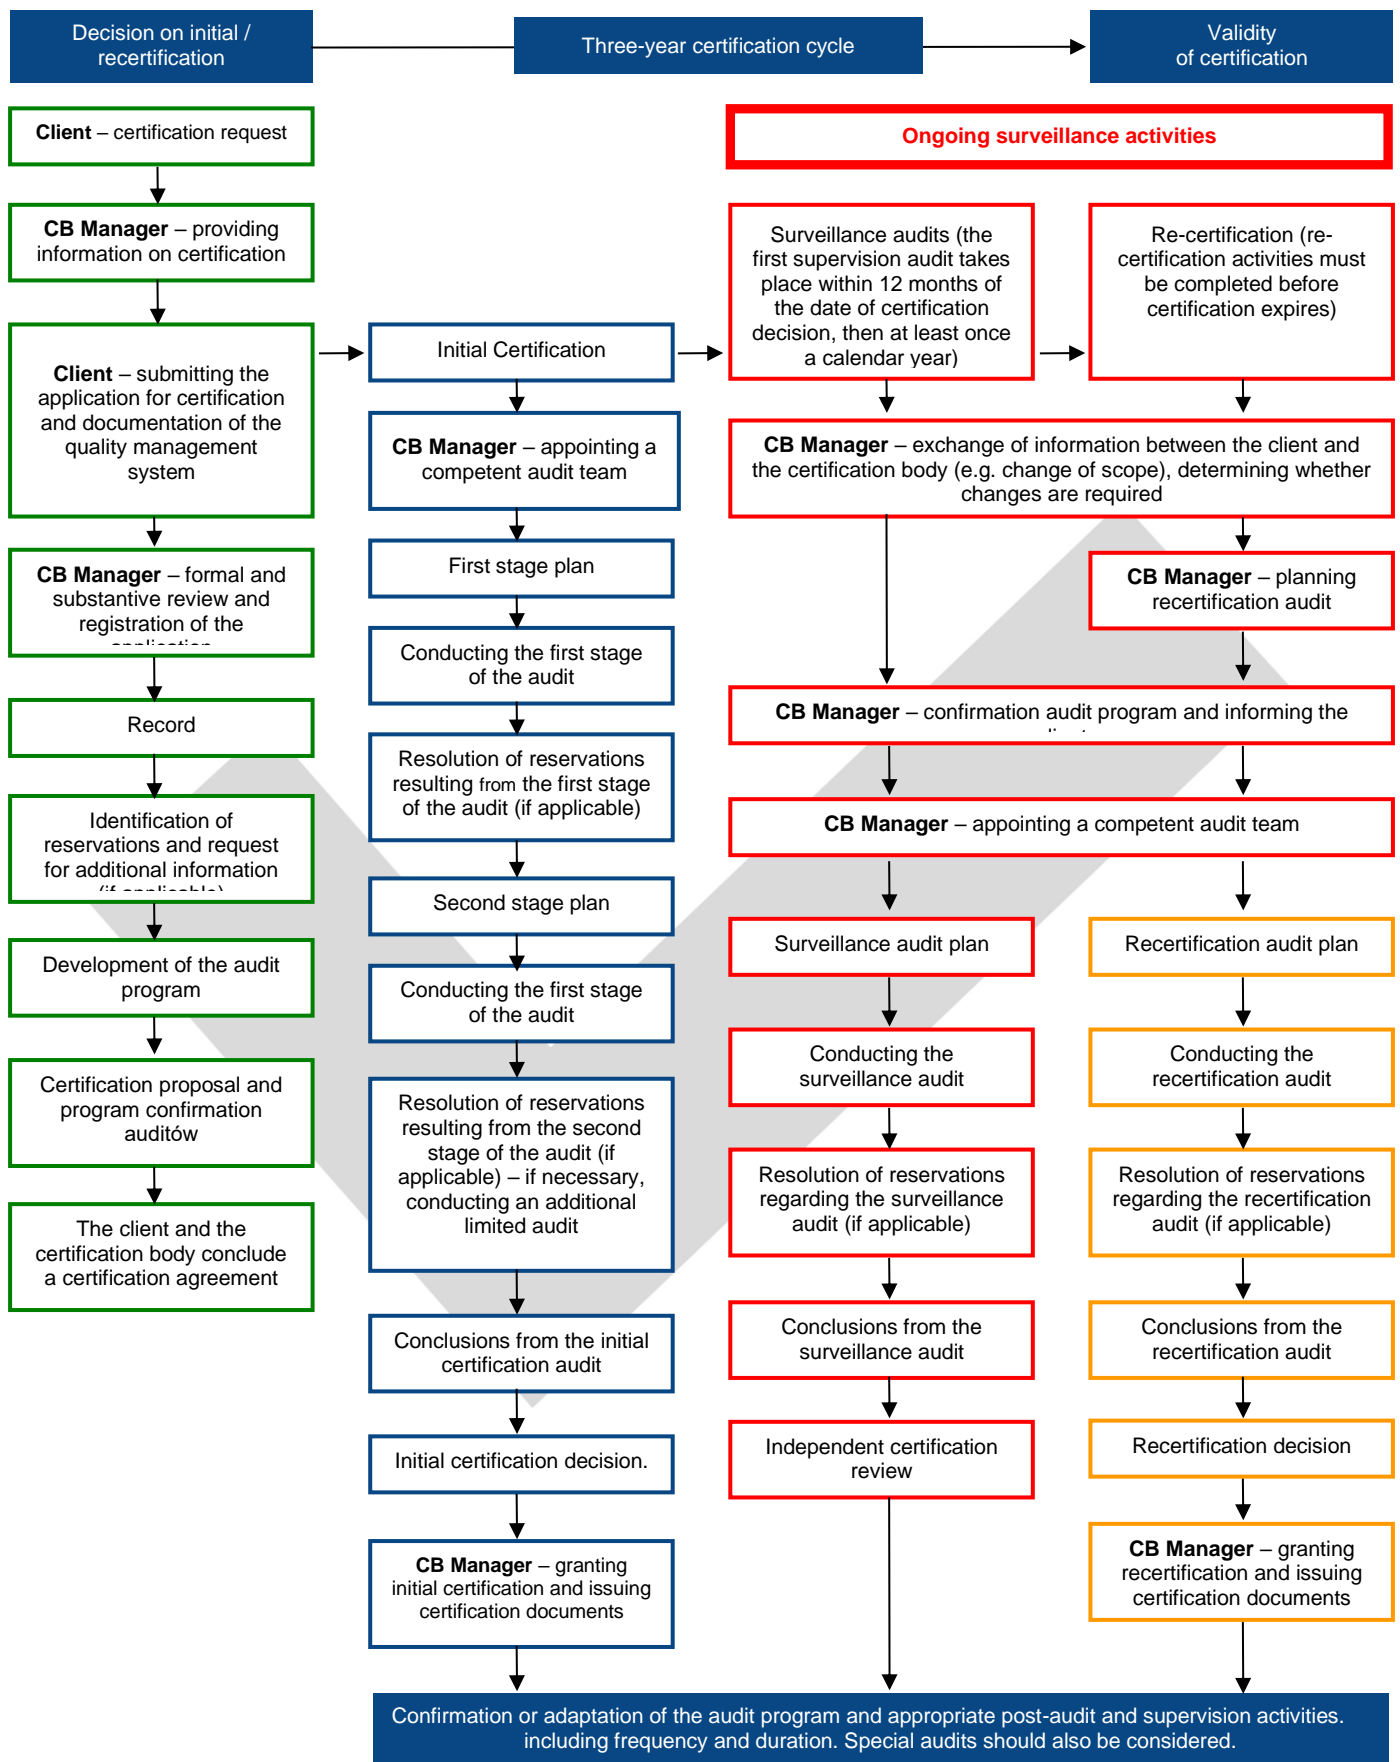 Decision on initial /
recertification
Three-year certification cycle
Validity
of certification
Client – certification request
CB Manager – providing
information on certification
Client – submitting the
application for certification
and documentation of the
quality management
system
CB Manager – formal and
substantive review and
registration of the
application
Record
Identification of
reservations and request
for additional information
(if applicable)
Development of the audit
program
Certification proposal and
program confirmation
auditów
The client and the
certification body conclude
a certification agreement
Initial Certification
CB Manager – appointing a
competent audit team
First stage plan
Conducting the first stage
of the audit
Resolution of reservations
resulting from the first stage
of the audit (if applicable)
Second stage plan
Conducting the first stage
of the audit
Resolution of reservations
resulting from the second
stage of the audit (if
applicable) – if necessary,
conducting an additional
limited audit
Conclusions from the initial
certification audit
Initial certification decision.
CB Manager – granting
initial certification and issuing
certification documents
Ongoing surveillance activities
Surveillance audits (the
first supervision audit takes
place within 12 months of
the date of certification
decision, then at least once
a calendar year)
Re-certification (re-
certification activities must
be completed before
certification expires)
CB Manager – exchange of information between the client and
the certification body (e.g. change of scope), determining whether
changes are required
CB Manager – planning
recertification audit
CB Manager – confirmation audit program and informing the
CB Manager – appointing a competent audit team
Surveillance audit plan
Conducting the
surveillance audit
Resolution of reservations
regarding the surveillance
audit (if applicable)
Conclusions from the
surveillance audit
Independent certification
review
Recertification audit plan
Conducting the
recertification audit
Resolution of reservations
regarding the recertification
audit (if applicable)
Conclusions from the
recertification audit
Recertification decision
CB Manager – granting
recertification and issuing
certification documents
Confirmation or adaptation of the audit program and appropriate post-audit and supervision activities.
including frequency and duration. Special audits should also be considered.